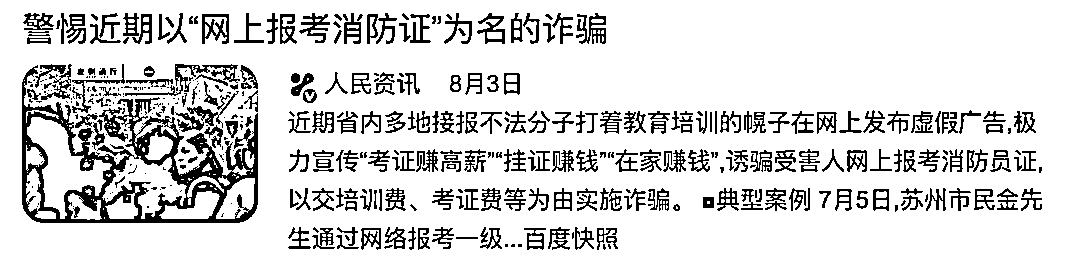 警惕近期以“网上报考消防证”为名的诈骗
人民资讯 8月3日
近期省内多地接报不法分子打着教育培训的幌子在网上发布虚假广告,极
力宣传“考证赚高薪”“挂证赚钱”“在家赚钱”,诱骗受害人网上报考消防员证,
以交培训费、考证费等为由实施诈骗。 ◘典型案例 7月5日,苏州市民金先
生通过网络报考一级...百度快照